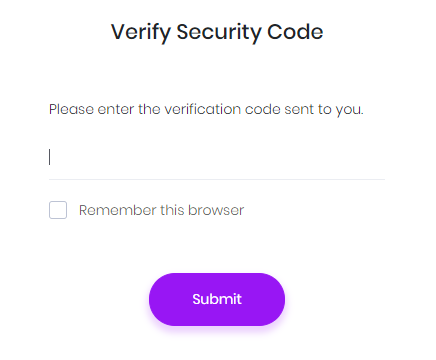 Verify Security Code
Please enter the verification code sent to you.
Remember this browser
Submit